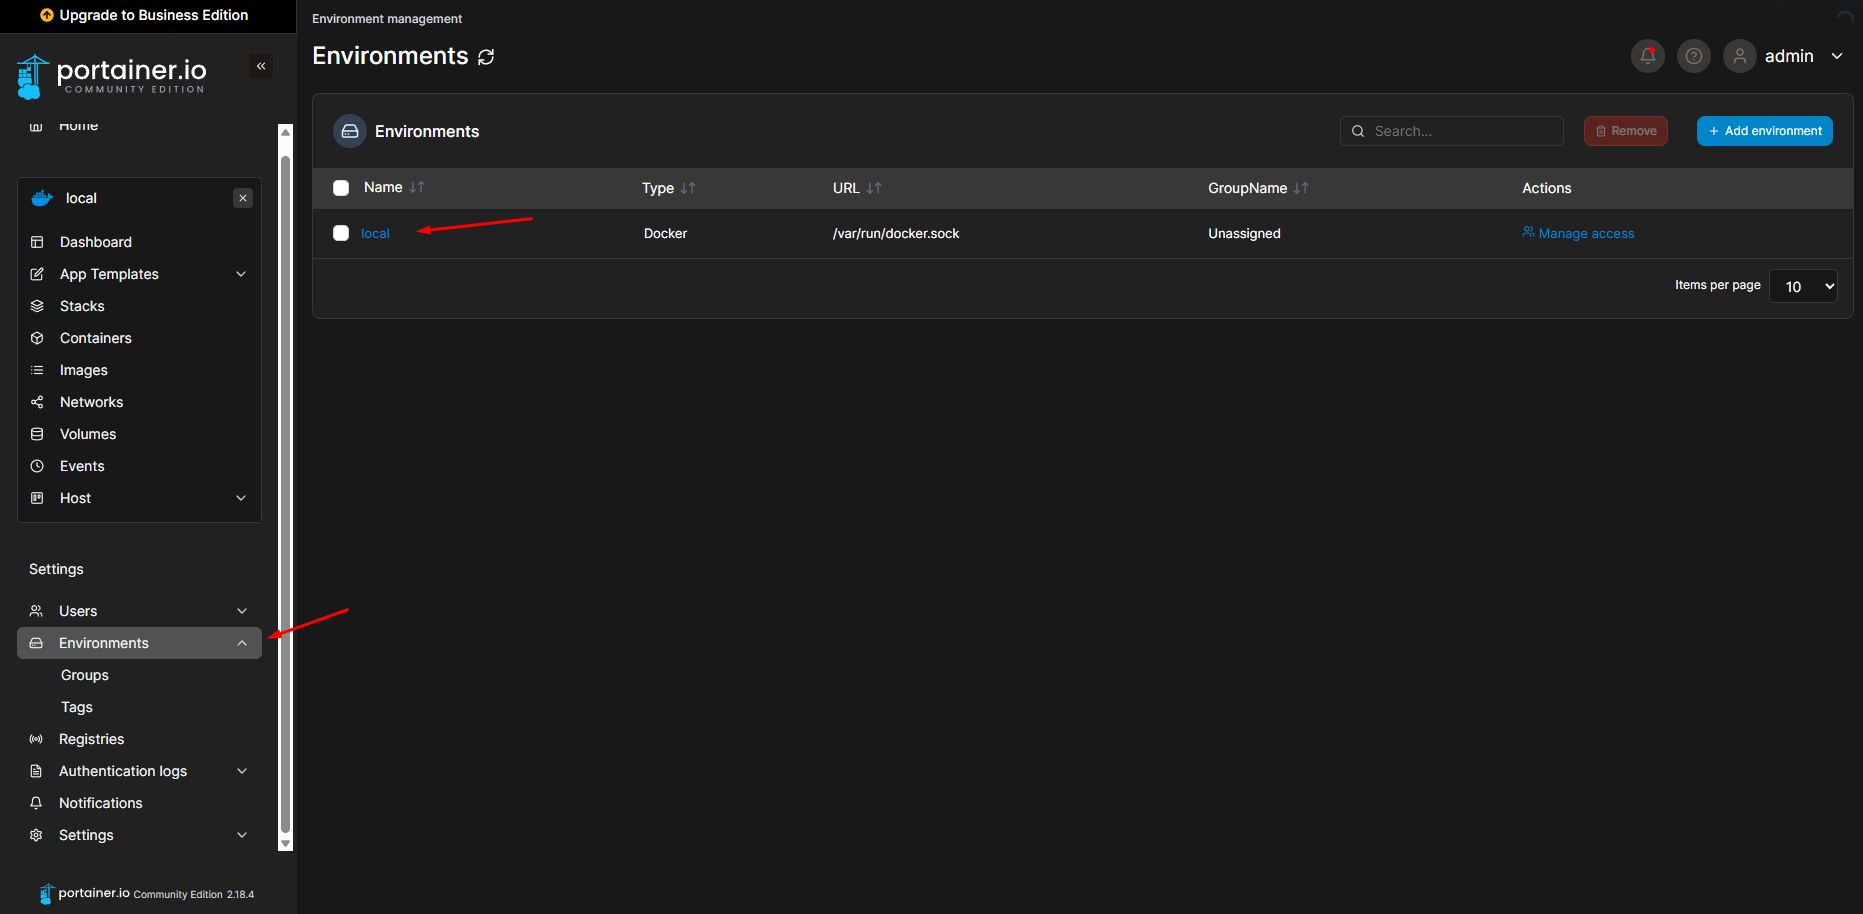 Upgrade to Business Edition
portainer.io
COMMUNITY EDITION
Home
local
Dashboard
App Templates
Stacks
Containers
Images
Networks
Volumes
Events
Host
Settings
Users
Environments
Groups
Tags
Registries
Authentication logs
Notifications
Settings
portainer.io Community Edition 2.18.4
Environment management
Environments
admin
Environments
Search...
Remove
+ Add environment
Name Type URL GroupName Actions
local Docker /var/run/docker.sock Unassigned Manage access
Items per page 10